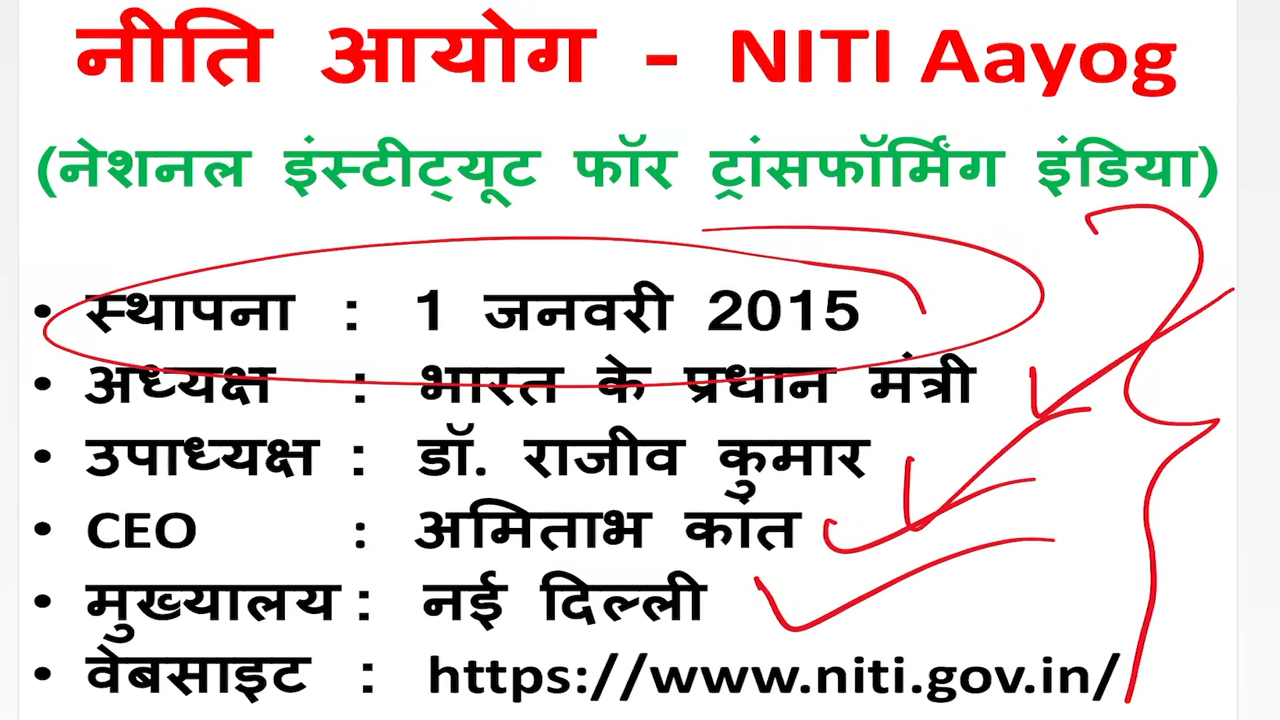 नीति आयोग - NITI Aayog
(नेशनल इंस्टीट्यूट फॉर ट्रांसफॉर्मिंग इंडिया)
• स्थापना : 1 जनवरी 2015
• अध्यक्ष : भारत के प्रधान मंत्री
• उपाध्यक्ष : डॉ. राजीव कुमार
• CEO : अमिताभ कांत
• मुख्यालय : नई दिल्ली
• वेबसाइट : https://www.niti.gov.in/